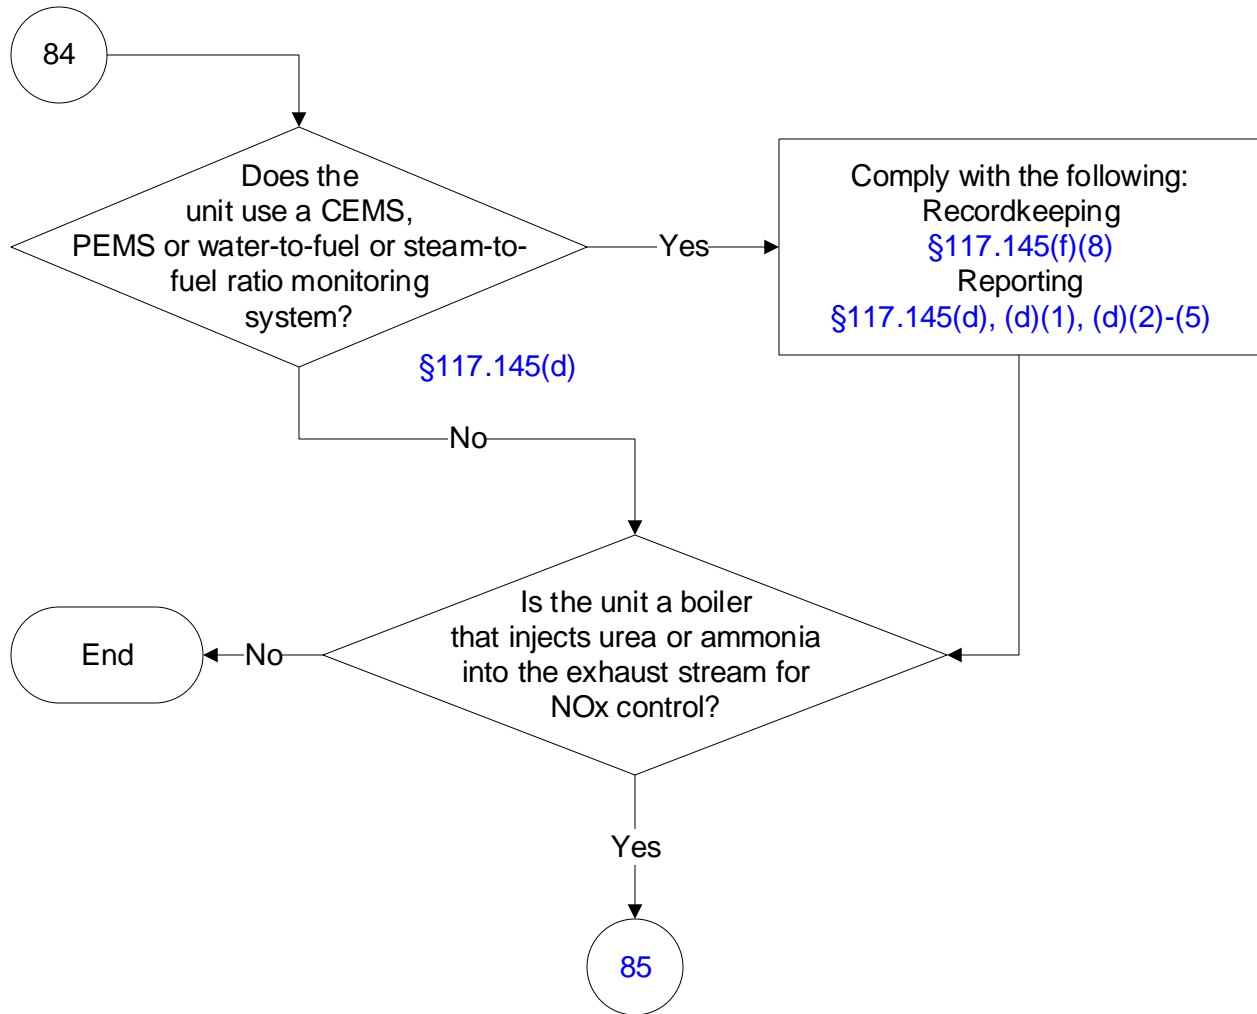 84
Does the
unit use a CEMS,
PEMS or water-to-fuel or steam-to-
fuel ratio monitoring
system?
Yes
Comply with the following:
Recordkeeping
§117.145(f)(8)
Reporting
§117.145(d), (d)(1), (d)(2)-(5)
§117.145(d)
No
Is the unit a boiler
that injects urea or ammonia
into the exhaust stream for
NOx control?
No
End
Yes
85